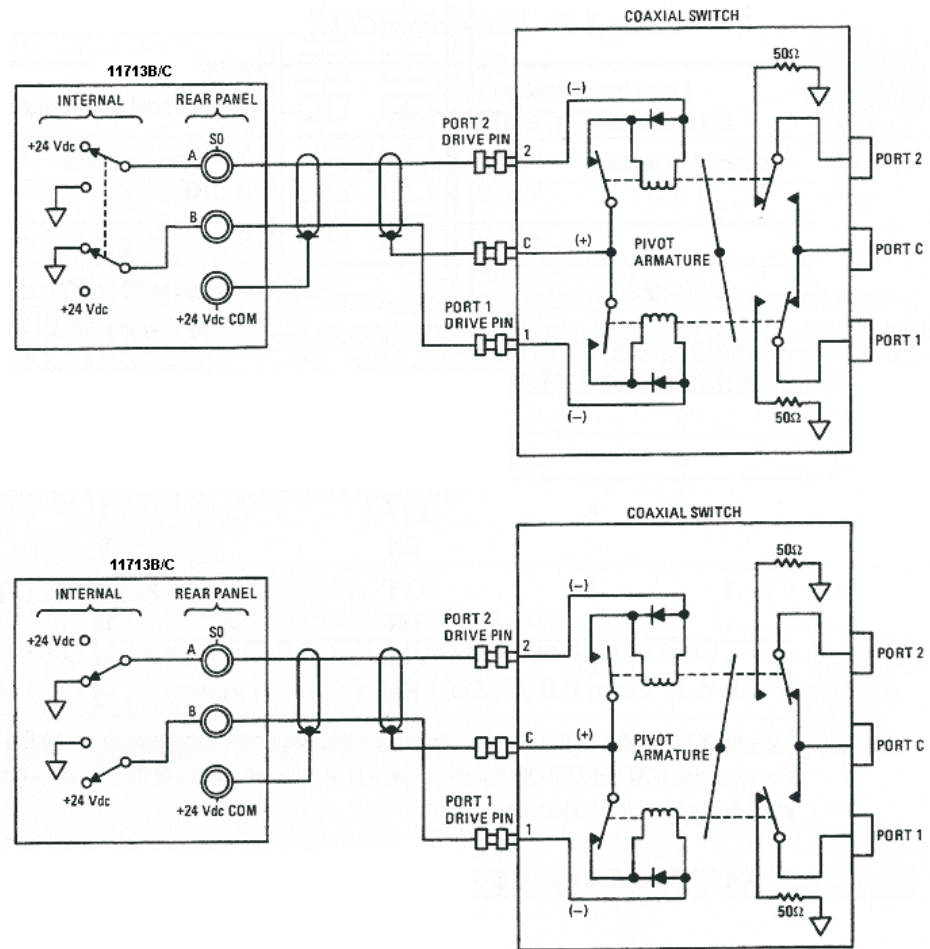 COAXIAL SWITCH
50Ω
11713B/C
INTERNAL
REAR PANEL
(−)
PORT 2
DRIVE PIN
2
PORT 2
S0
+24 Vdc
A
B
C
(+)
PIVOT
ARMATURE
PORT C
PORT 1
DRIVE PIN
1
PORT 1
+24 Vdc
+24 Vdc COM
(−)
50Ω
COAXIAL SWITCH
50Ω
11713B/C
INTERNAL
REAR PANEL
(−)
PORT 2
DRIVE PIN
2
PORT 2
S0
+24 Vdc
A
B
C
(+)
PIVOT
ARMATURE
PORT C
+24 Vdc
+24 Vdc COM
PORT 1
DRIVE PIN
1
PORT 1
(−)
50Ω